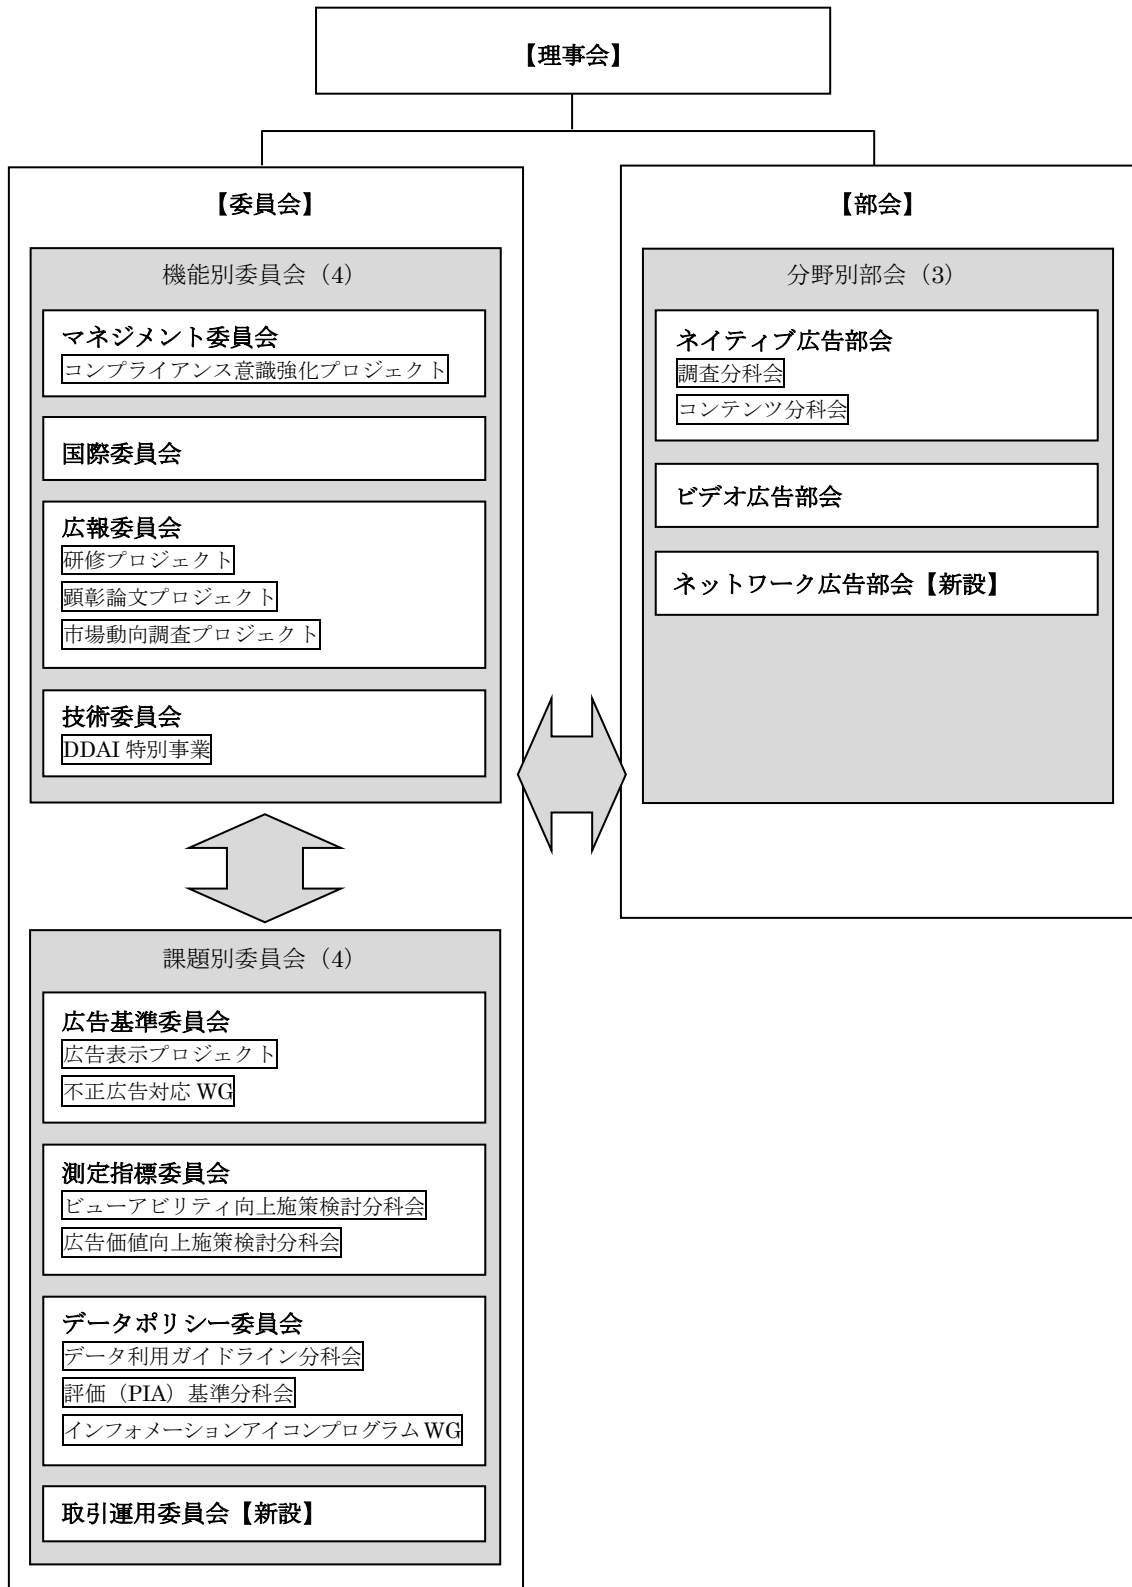 【理事会】
【委員会】
機能別委員会（4）
マネジメント委員会
コンプライアンス意識強化プロジェクト
国際委員会
広報委員会
研修プロジェクト
顕彰論文プロジェクト
市場動向調査プロジェクト
技術委員会
DDAI 特別事業
課題別委員会（4）
広告基準委員会
広告表示プロジェクト
不正広告対応 WG
測定指標委員会
ビューアビリティ向上施策検討分科会
広告価値向上施策検討分科会
データポリシー委員会
データ利用ガイドライン分科会
評価（PIA）基準分科会
インフォメーションアイコンプログラム WG
取引運用委員会【新設】
【部会】
分野別部会（3）
ネイティブ広告部会
調査分科会
コンテンツ分科会
ビデオ広告部会
ネットワーク広告部会【新設】